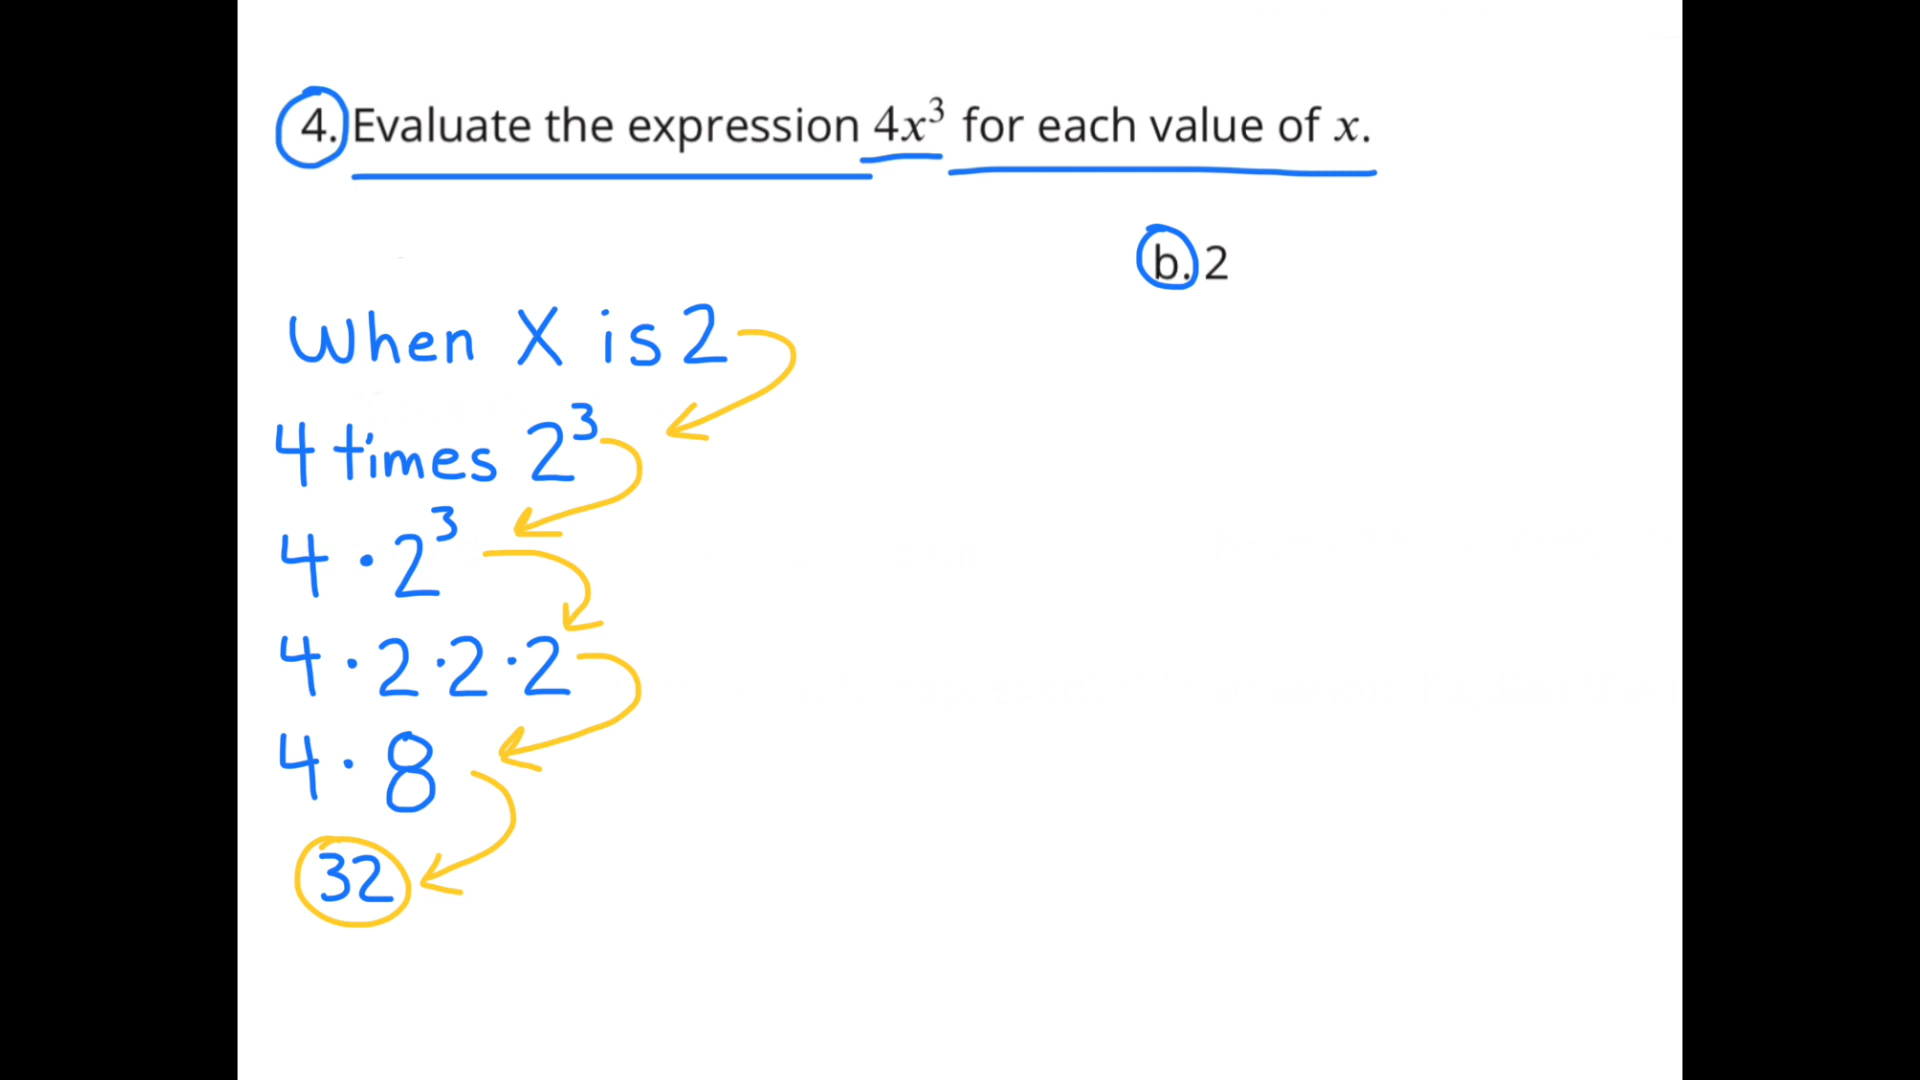 4. Evaluate the expression 4x³ for each value of x.
b. 2
When X is 2
4 times 2³
4 · 2³
4 · 2 · 2 · 2
4 · 8
32